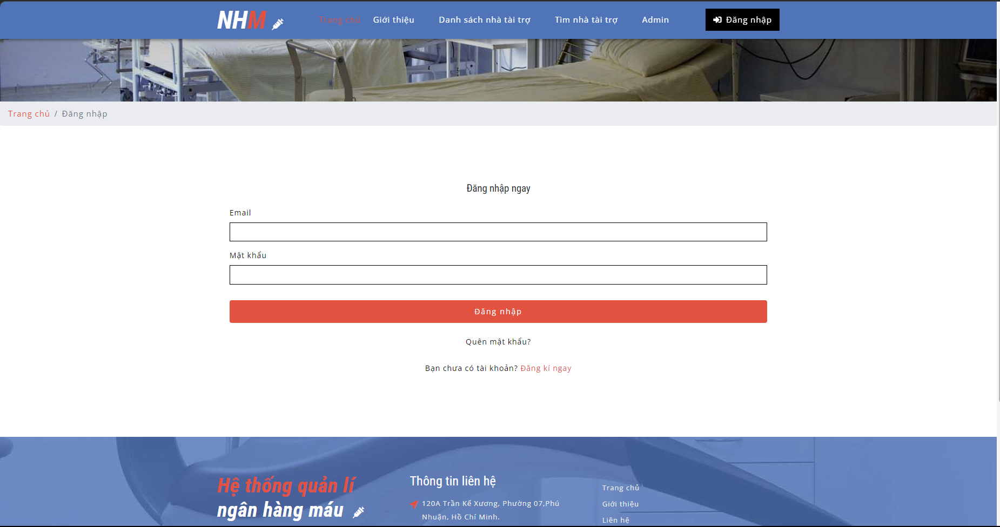 NHM Trang chủ Giới thiệu Danh sách nhà tài trợ Tìm nhà tài trợ Admin Đăng nhập
Trang chủ / Đăng nhập
Đăng nhập ngay
Email
Mật khẩu
Đăng nhập
Quên mật khẩu?
Bạn chưa có tài khoản? Đăng kí ngay
Hệ thống quản lí
ngân hàng máu
Thông tin liên hệ
120A Trần Kế Xương, Phường 07,Phú
Nhuận, Hồ Chí Minh.
Trang chủ
Giới thiệu
Liên hệ